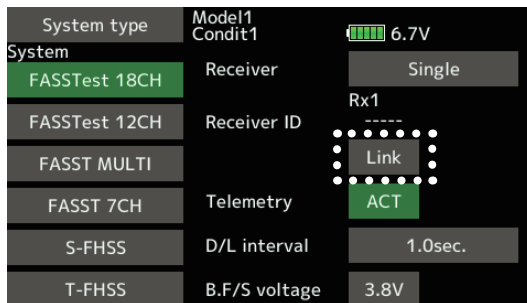 System type
Model1
Condit1
6.7V
System
FASSTest 18CH
FASSTest 12CH
FASST MULTI
FASST 7CH
S-FHSS
T-FHSS
Receiver
Single
Rx1
Receiver ID
-----
Link
Telemetry
ACT
D/L interval
1.0sec.
B.F/S voltage
3.8V